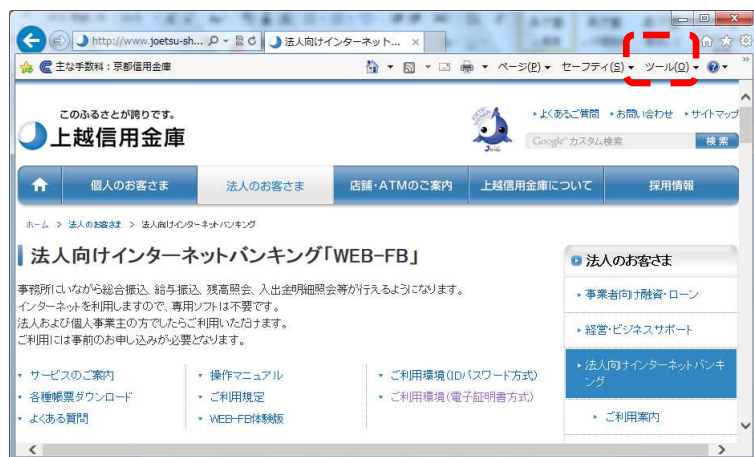 http://www.joetsu-sh...
法人向けインターネット...
主な手数料：京都信用金庫
ページ(P)
セーフティ(S)
ツール(O)
このふるさとが誇りです。
上越信用金庫
よくあるご質問
お問い合わせ
サイトマップ
Google™ カスタム検索
検索
個人のお客さま
法人のお客さま
店舗・ATMのご案内
上越信用金庫について
採用情報
ホーム > 法人のお客さま > 法人向けインターネットバンキング
法人向けインターネットバンキング「WEB-FB」
事務所にいながら総合振込、給与振込、残高照会、入出金明細照会等が行えるようになります。
インターネットを利用しますので、専用ソフトは不要です。
法人および個人事業主の方でしたらご利用いただけます。
ご利用には事前のお申し込みが必要となります。
サービスのご案内
操作マニュアル
ご利用環境(IDパスワード方式)
各種帳票ダウンロード
ご利用規定
ご利用環境(電子証明書方式)
よくある質問
WEB-FB体験版
法人のお客さま
事業者向け融資・ローン
経営・ビジネスサポート
法人向けインターネットバンキ
ング
ご利用案内